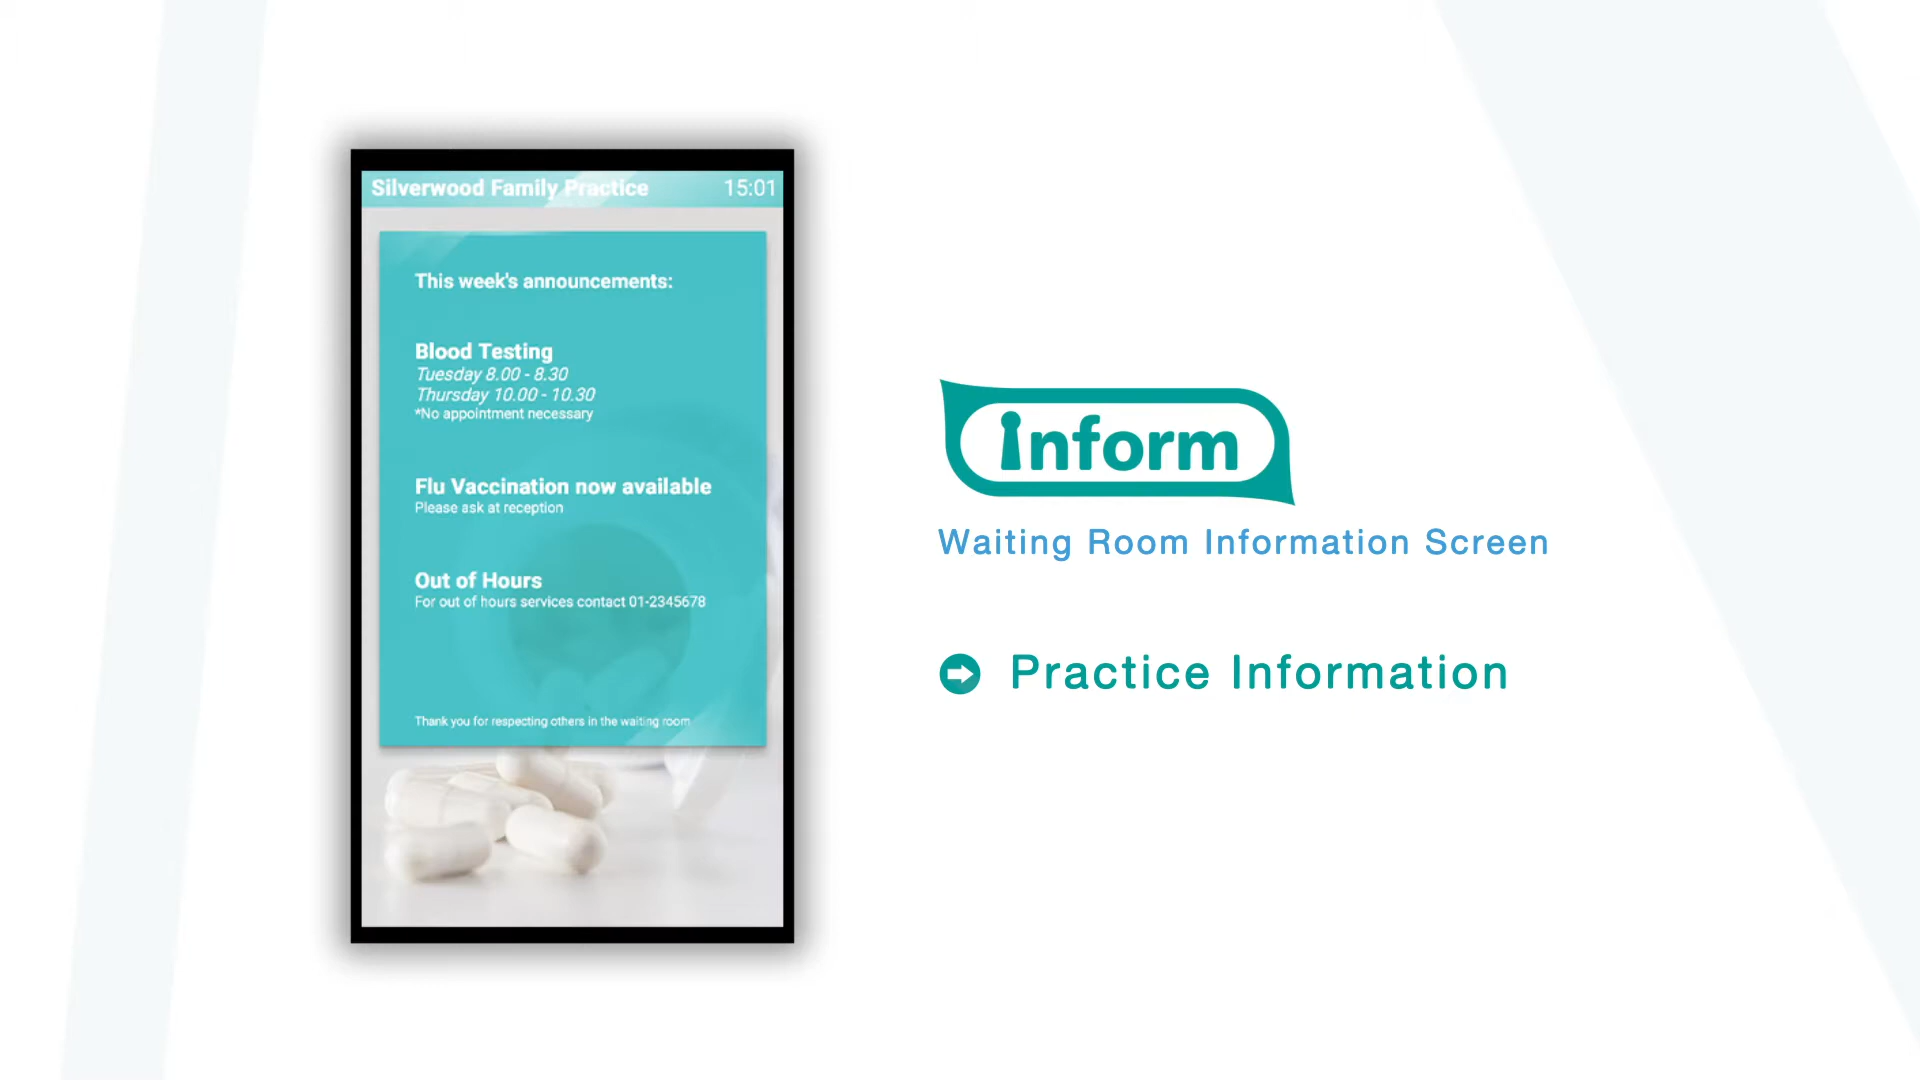 Silverwood Family Practice 15:01
This week's announcements:
Blood Testing
Tuesday 8.00 - 8.30
Thursday 10.00 - 10.30
*No appointment necessary
Flu Vaccination now available
Please ask at reception
Out of Hours
For out of hours services contact 01-2345678
Thank you for respecting others in the waiting room
inform
Waiting Room Information Screen
Practice Information